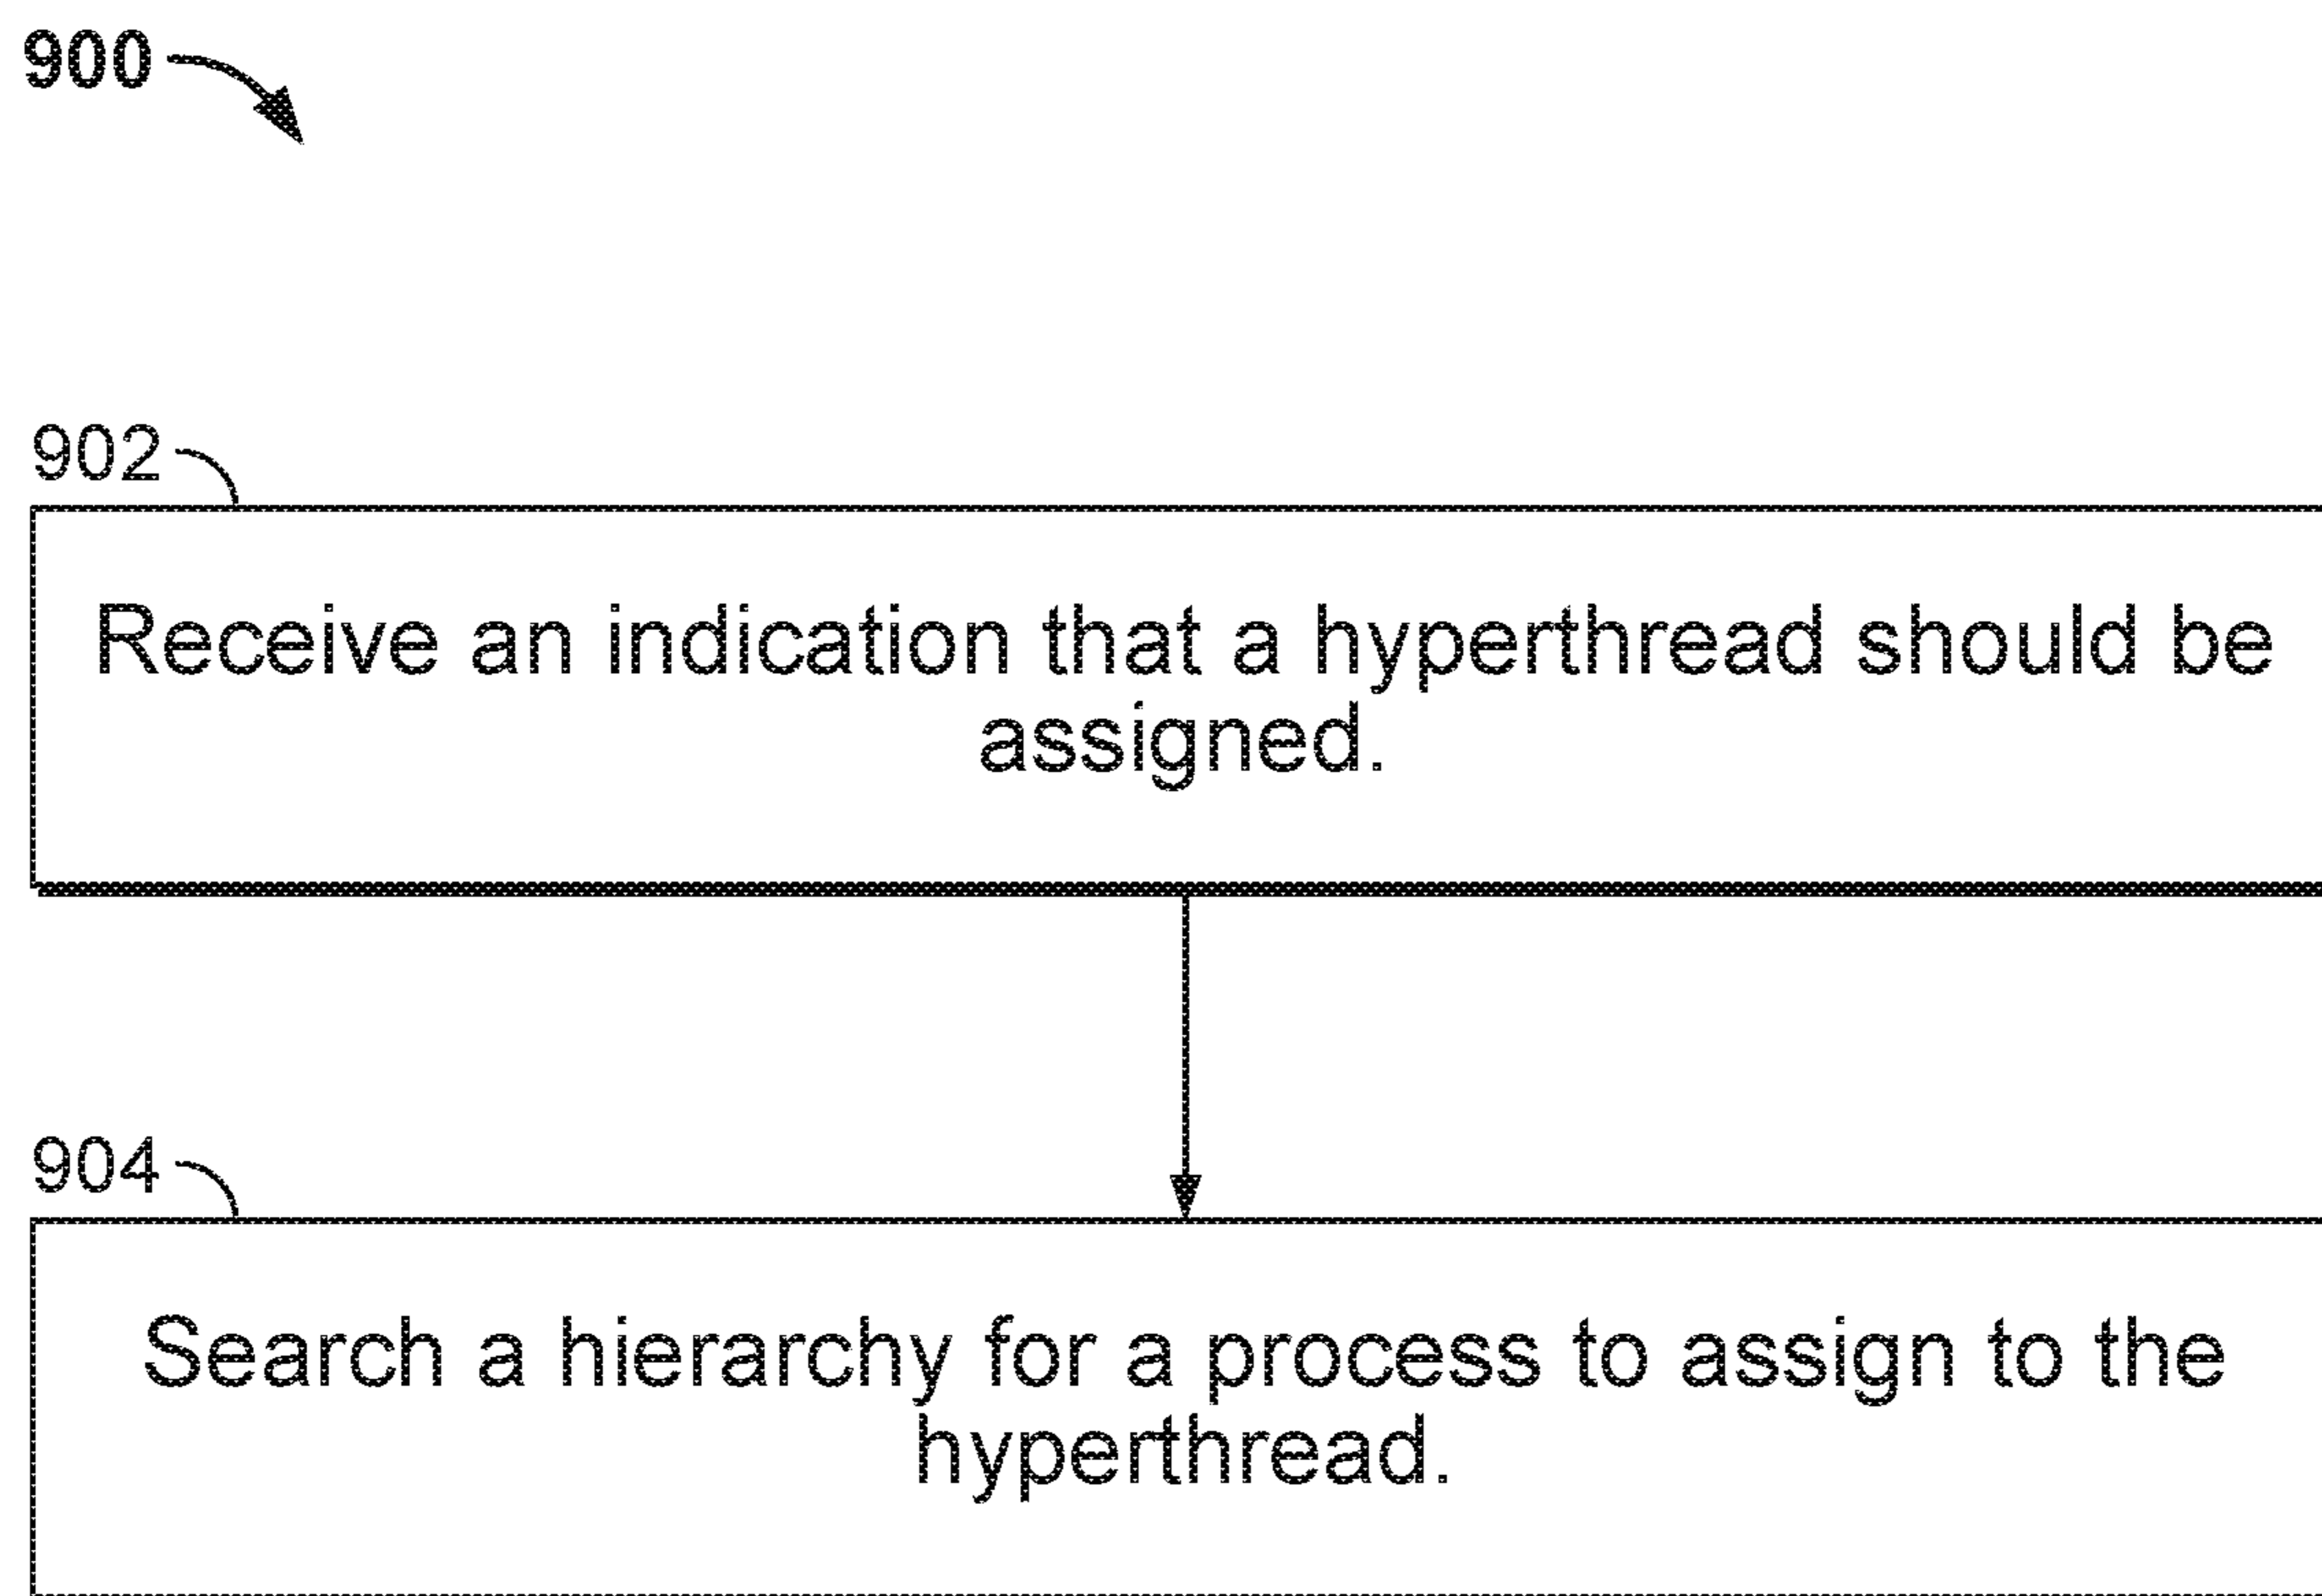 900
902
Receive an indication that a hyperthread should be
assigned.
904
Search a hierarchy for a process to assign to the
hyperthread.